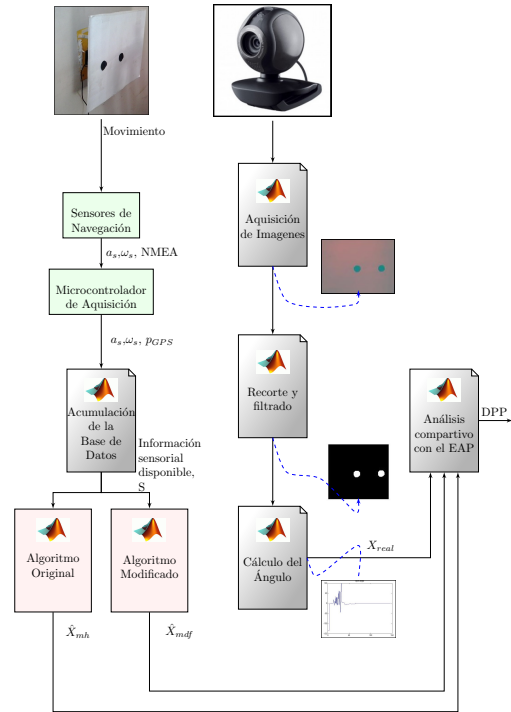 Movimiento
Sensores de
Navegación
a_s,ω_s, NMEA
Microcontrolador
de Aquisición
a_s,ω_s, p_GPS
Acumulación
de la
Base de
Datos
Información
sensorial
disponible,
S
Algoritmo
Original
Algoritmo
Modificado
X̂_mh
X̂_mdf
Aquisición
de Imagenes
Recorte y
filtrado
Cálculo del
Ángulo
X_real
Análisis
compartivo
con el EAP
DPP